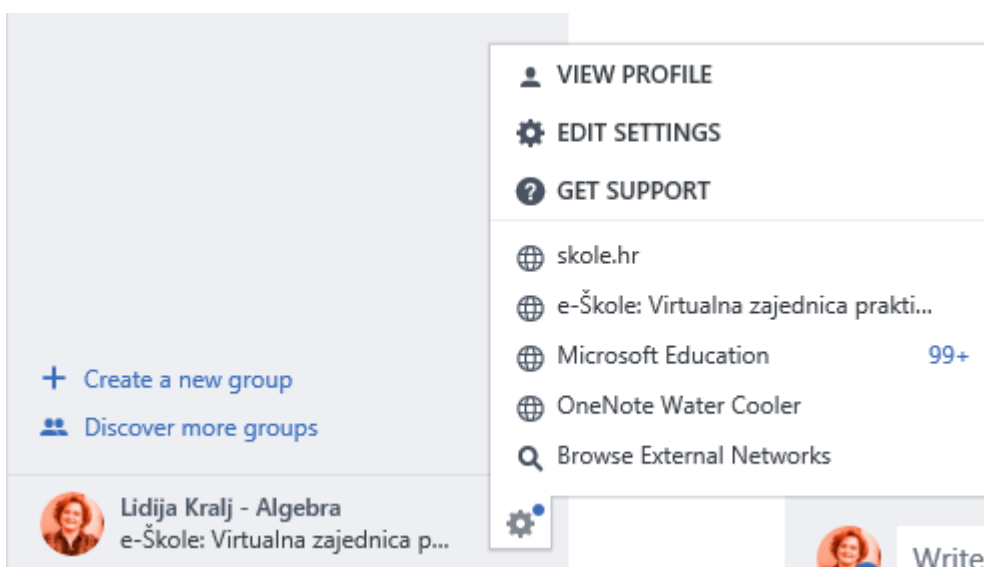 VIEW PROFILE
EDIT SETTINGS
GET SUPPORT
skole.hr
e-Škole: Virtualna zajednica prakti...
Microsoft Education 99+
OneNote Water Cooler
Browse External Networks
+ Create a new group
Discover more groups
Lidija Kralj - Algebra
e-Škole: Virtualna zajednica p...
Write